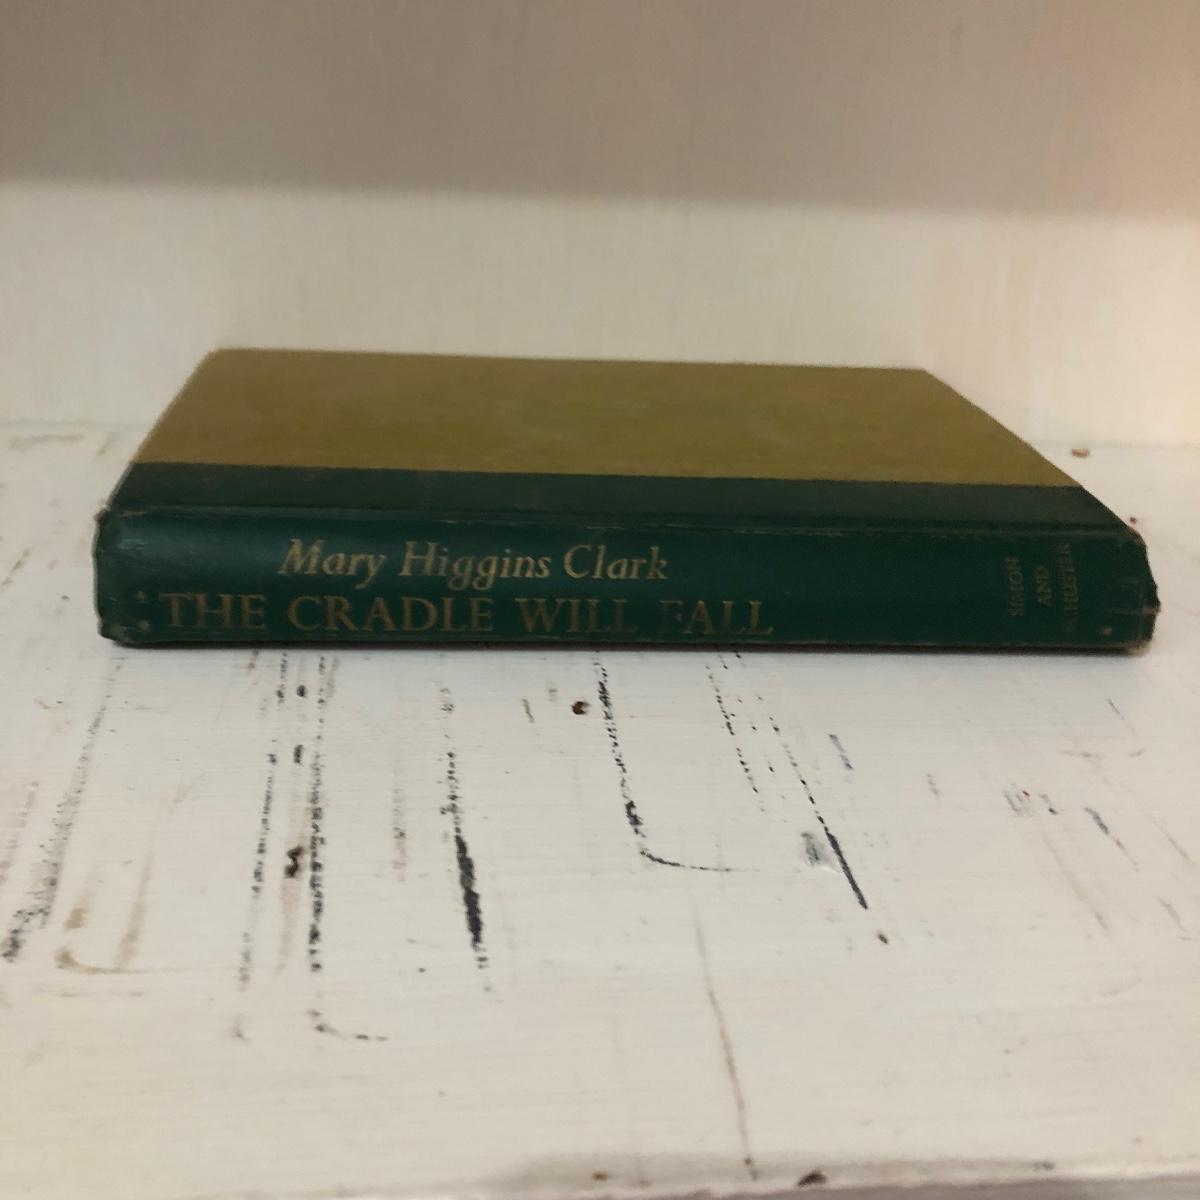 Mary Higgins Clark
THE CRADLE WILL FALL
SIMON
AND
SCHUSTER